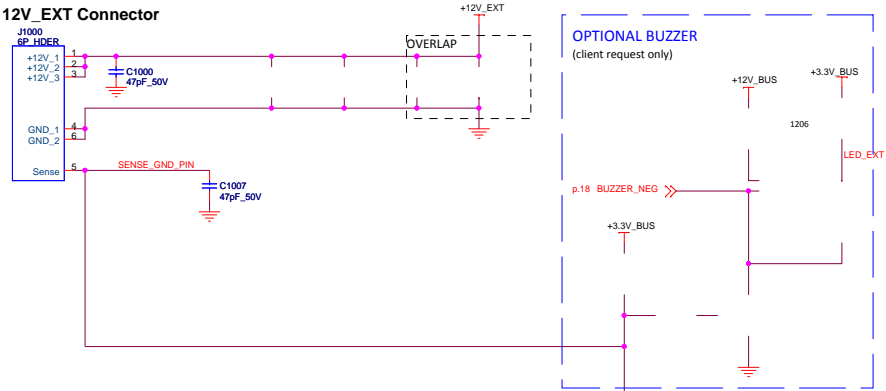 12V_EXT Connector
J1000
6P_HDER
+12V_1
+12V_2
+12V_3
GND_1
GND_2
Sense
1
2
3
4
6
5
C1000
47pF_50V
SENSE_GND_PIN
C1007
47pF_50V
+12V_EXT
OVERLAP
OPTIONAL BUZZER
(client request only)
+12V_BUS
+3.3V_BUS
1206
LED_EXT
p.18 BUZZER_NEG
+3.3V_BUS